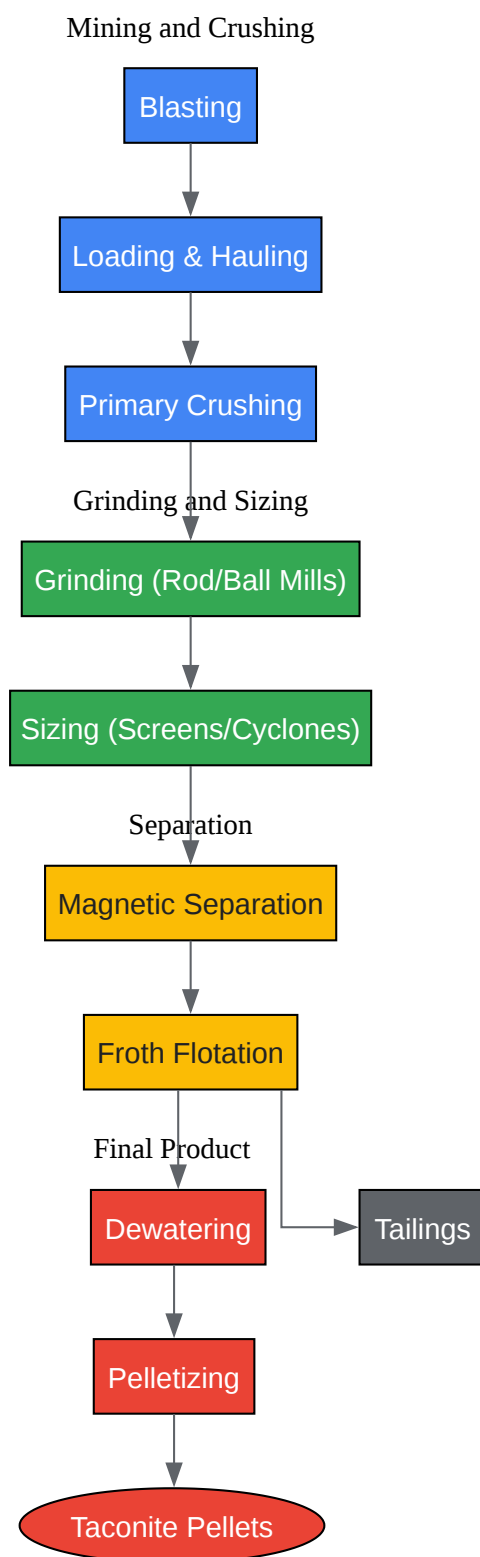 Mining and Crushing
Blasting
Loading & Hauling
Primary Crushing
Grinding and Sizing
Grinding (Rod/Ball Mills)
Sizing (Screens/Cyclones)
Separation
Magnetic Separation
Froth Flotation
Final Product
Dewatering
Tailings
Pelletizing
Taconite Pellets